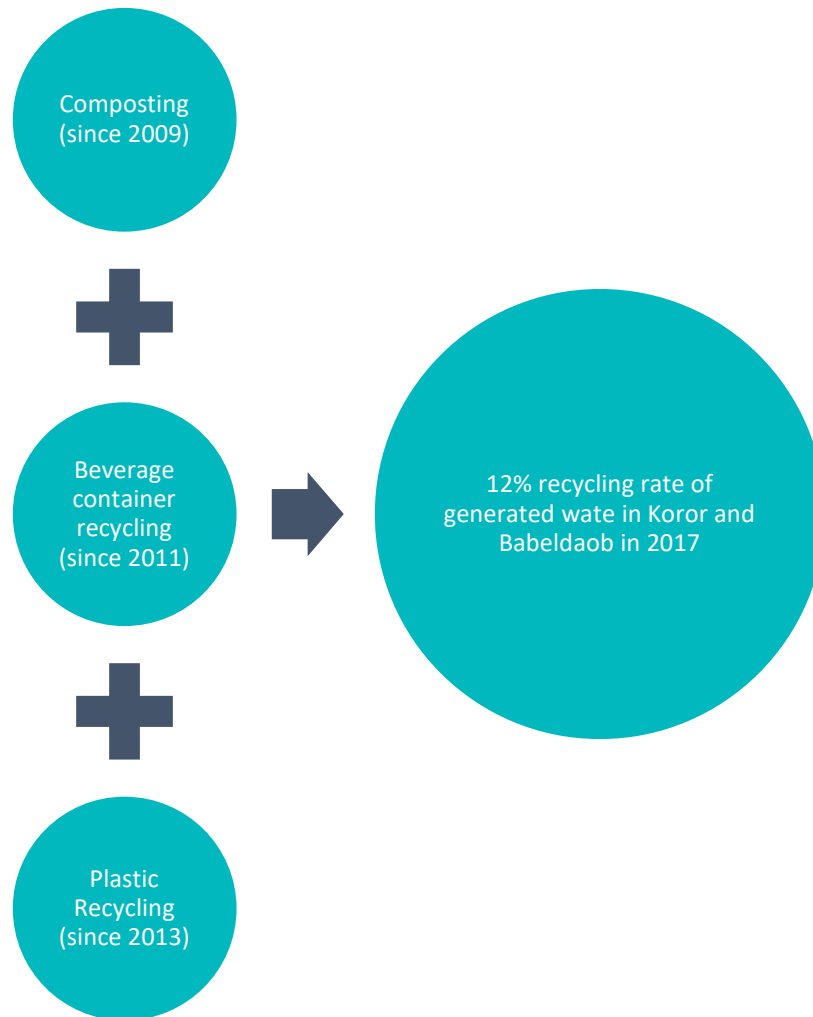 Composting
(since 2009)
Beverage
container
recycling
(since 2011)
12% recycling rate of
generated wate in Koror and
Babeldaob in 2017
Plastic
Recycling
(since 2013)